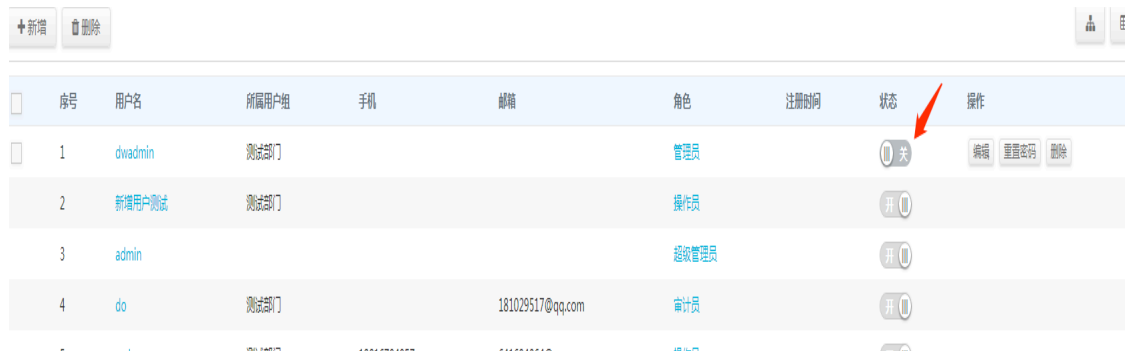 新增 删除
序号 用户名 所属用户组 手机 邮箱 角色 注册时间 状态 操作
1 dwadmin 测试部门 管理员 关 编辑 重置密码 删除
2 新增用户测试 测试部门 操作员 开
3 admin 超级管理员 开
4 do 测试部门 181029517@qq.com 审计员 开